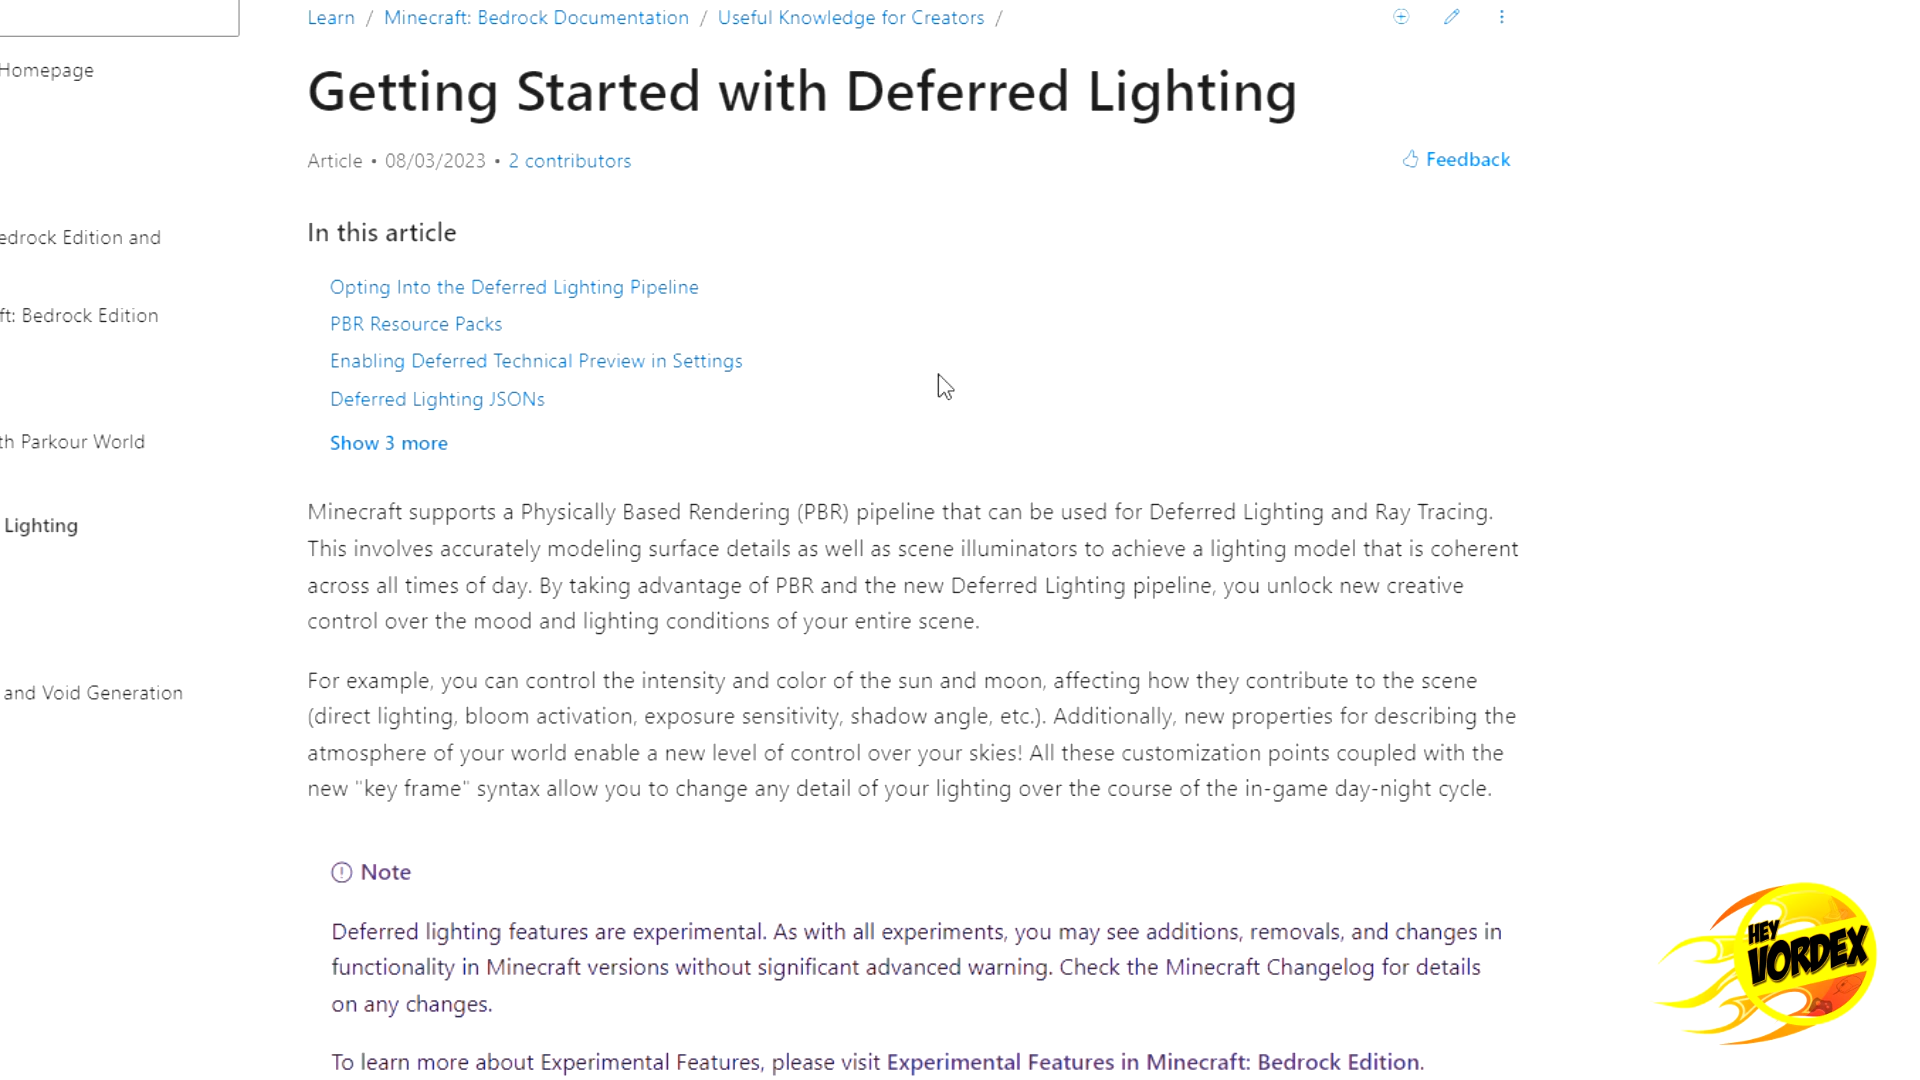 Learn / Minecraft: Bedrock Documentation / Useful Knowledge for Creators /
Homepage
Getting Started with Deferred Lighting
Article • 08/03/2023 • 2 contributors
Feedback
In this article
edrock Edition and
Opting Into the Deferred Lighting Pipeline
ft: Bedrock Edition
PBR Resource Packs
Enabling Deferred Technical Preview in Settings
Deferred Lighting JSONs
th Parkour World
Show 3 more
Lighting
Minecraft supports a Physically Based Rendering (PBR) pipeline that can be used for Deferred Lighting and Ray Tracing.
This involves accurately modeling surface details as well as scene illuminators to achieve a lighting model that is coherent
across all times of day. By taking advantage of PBR and the new Deferred Lighting pipeline, you unlock new creative
control over the mood and lighting conditions of your entire scene.
and Void Generation
For example, you can control the intensity and color of the sun and moon, affecting how they contribute to the scene
(direct lighting, bloom activation, exposure sensitivity, shadow angle, etc.). Additionally, new properties for describing the
atmosphere of your world enable a new level of control over your skies! All these customization points coupled with the
new "key frame" syntax allow you to change any detail of your lighting over the course of the in-game day-night cycle.
Note
Deferred lighting features are experimental. As with all experiments, you may see additions, removals, and changes in
functionality in Minecraft versions without significant advanced warning. Check the Minecraft Changelog for details
on any changes.
To learn more about Experimental Features, please visit Experimental Features in Minecraft: Bedrock Edition.
HEY
VORDEX